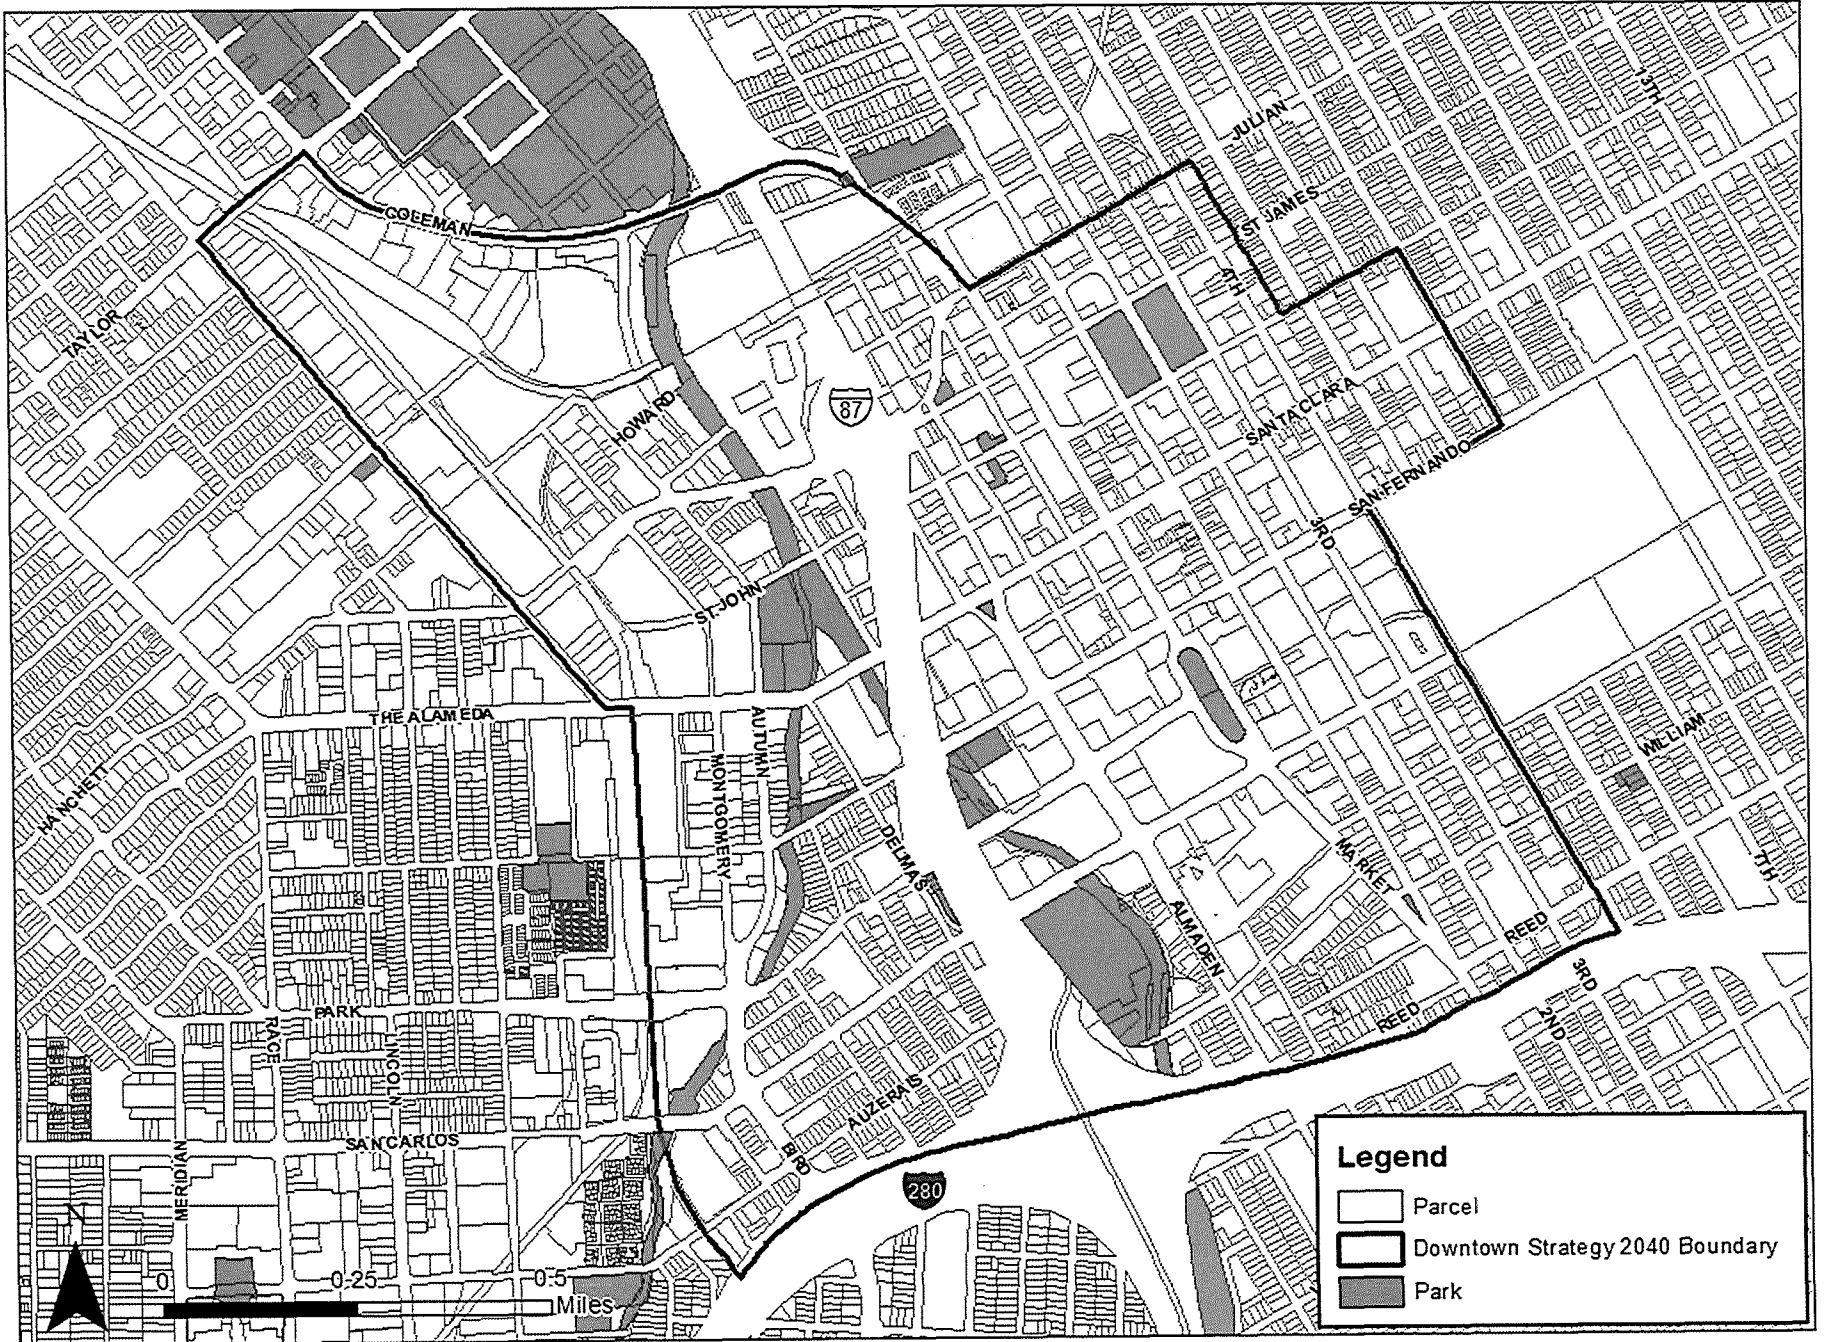 13TH
JULIAN
COLEMAN
ST JAMES
4TH
TAYLOR
HOWARD
87
SANTA CLARA
SAN FERNANDO
3RD
ST JOHN
THE ALAMEDA
AUTUMN
MONTGOMERY
WILLIAM
HANCHETT
DELMAS
MARKET
7TH
ALMADEN
REED
3RD
PARK
RACE
LINCOLN
REED
2ND
AUZERAIS
SAN CARLOS
BIRD
MERIDIAN
280
N
0 0.25 0.5
Miles
Legend
Parcel
Downtown Strategy 2040 Boundary
Park